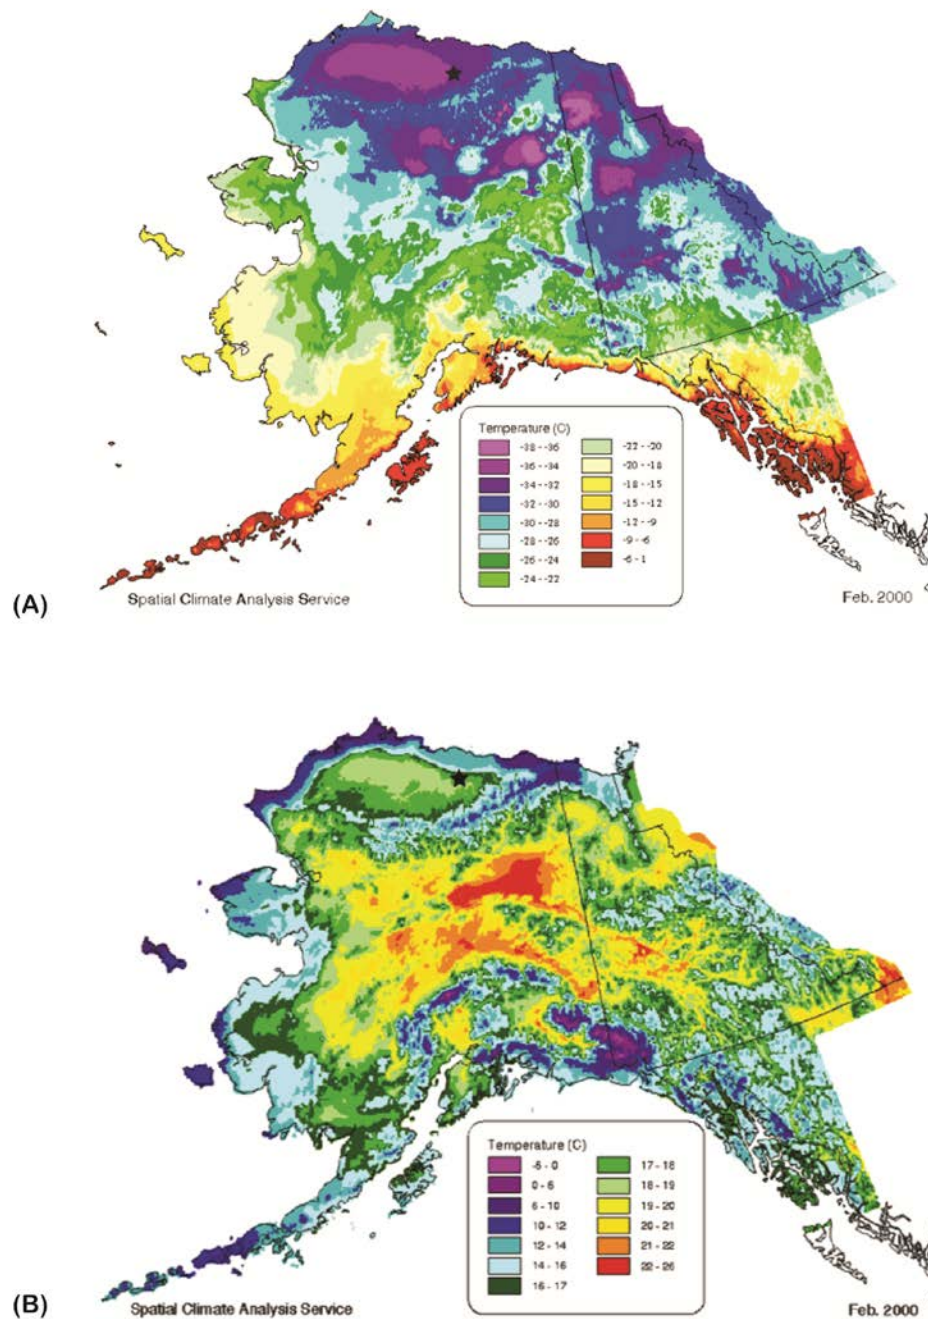 Temperature (C)
-38 - -36
-36 - -34
-34 - -32
-32 - -30
-30 - -28
-28 - -26
-26 - -24
-24 - -22
-22 - -20
-20 - -18
-18 - -15
-15 - -12
-12 - -9
-9 - -6
-6 - 1
(A)
Spatial Climate Analysis Service
Feb. 2000
Temperature (C)
-5 - 0
0 - 5
6 - 10
10 - 12
12 - 14
14 - 16
16 - 17
17 - 18
18 - 19
19 - 20
20 - 21
21 - 22
22 - 26
(B)
Spatial Climate Analysis Service
Feb. 2000